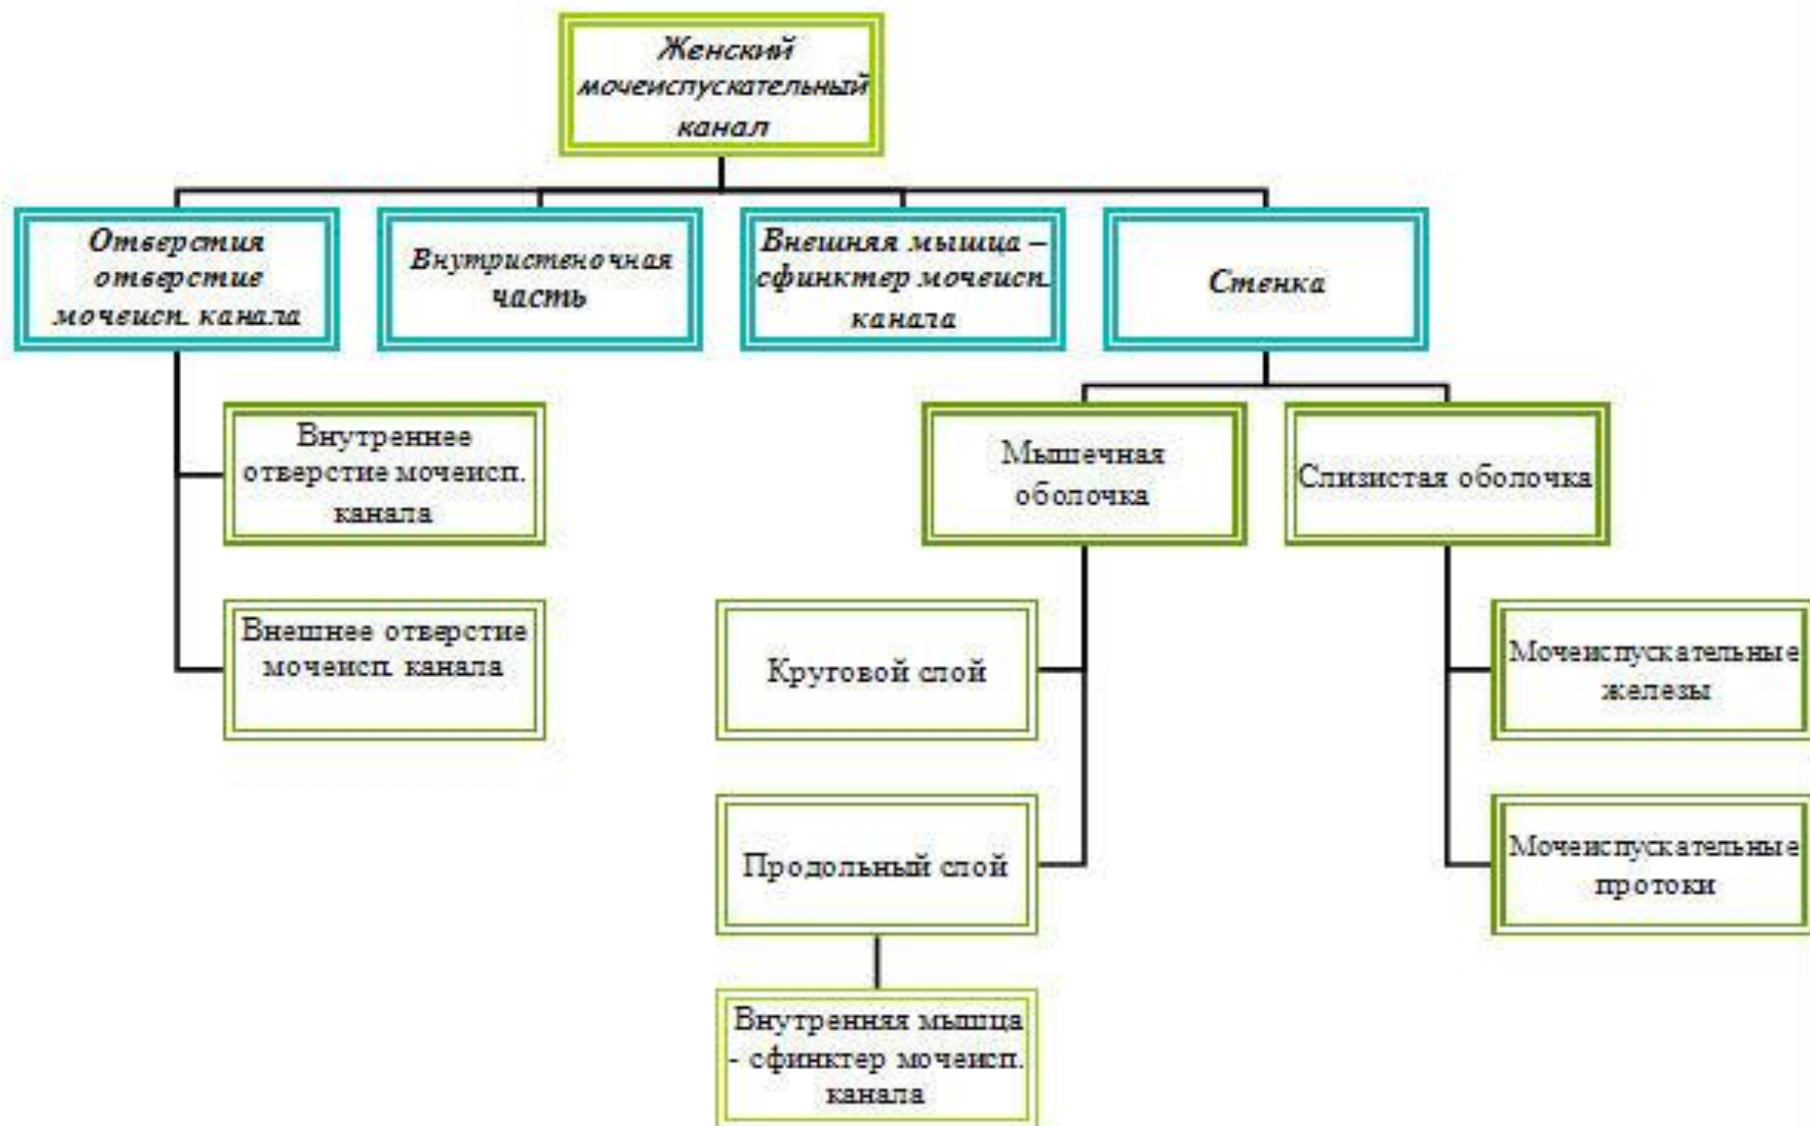 Женский
мочеиспускательный
канал
Отверстия
отверстие
мочеисп. канала
Внутристеночная
часть
Внешняя мышца –
сфинктер мочеисп.
канала
Стенка
Внутреннее
отверстие мочеисп.
канала
Мышечная
оболочка
Слизистая оболочка
Внешнее отверстие
мочеисп. канала
Круговой слой
Мочеиспускательные
железы
Продольный слой
Мочеиспускательные
протоки
Внутренняя мышца
- сфинктер мочеисп.
канала